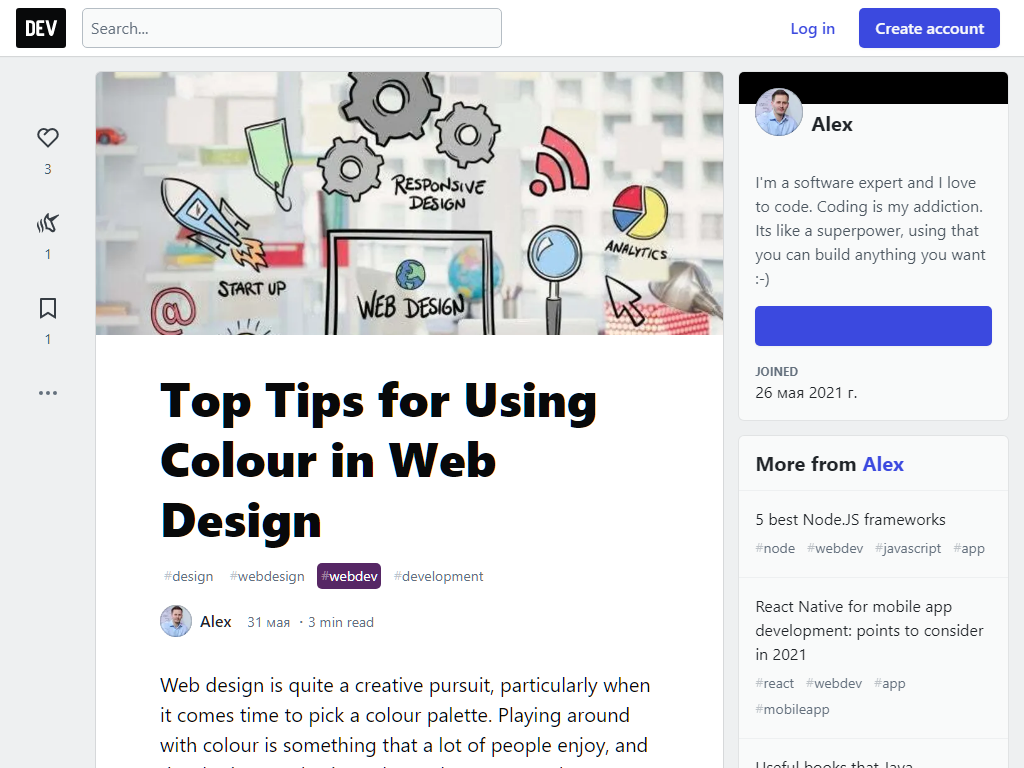 DEV
Search...
Log in
Create account
3
1
1
RESPONSIVE
DESIGN
ANALYTICS
START UP
WEB DESIGN
@
Top Tips for Using
Colour in Web
Design
#design #webdesign #webdev #development
Alex 31 мая ・3 min read
Web design is quite a creative pursuit, particularly when
it comes time to pick a colour palette. Playing around
with colour is something that a lot of people enjoy, and
Alex
I'm a software expert and I love
to code. Coding is my addiction.
Its like a superpower, using that
you can build anything you want
:-)
JOINED
26 мая 2021 г.
More from Alex
5 best Node.JS frameworks
#node #webdev #javascript #app
React Native for mobile app
development: points to consider
in 2021
#react #webdev #app
#mobileapp
Useful books that Java